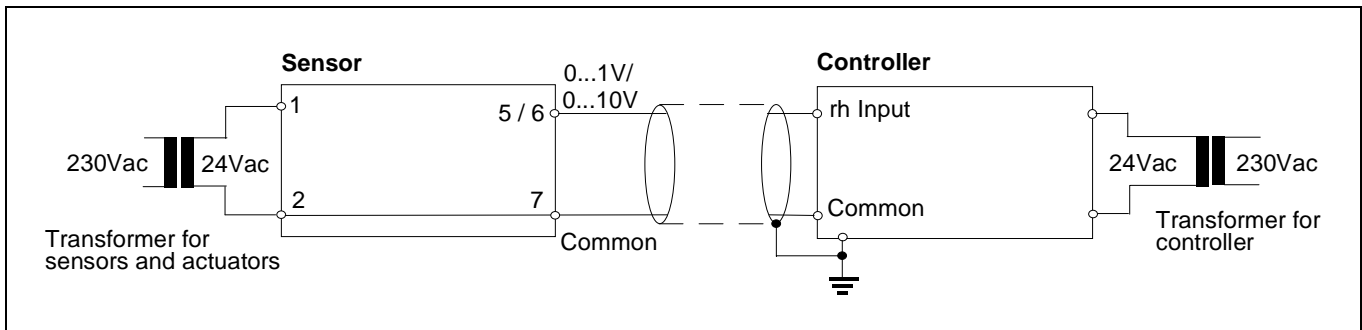 Sensor
Controller
0...1V/
0...10V
1
5 / 6
rh Input
230Vac
24Vac
24Vac
230Vac
2
7
Common
Common
Transformer for
sensors and actuators
Transformer for
controller